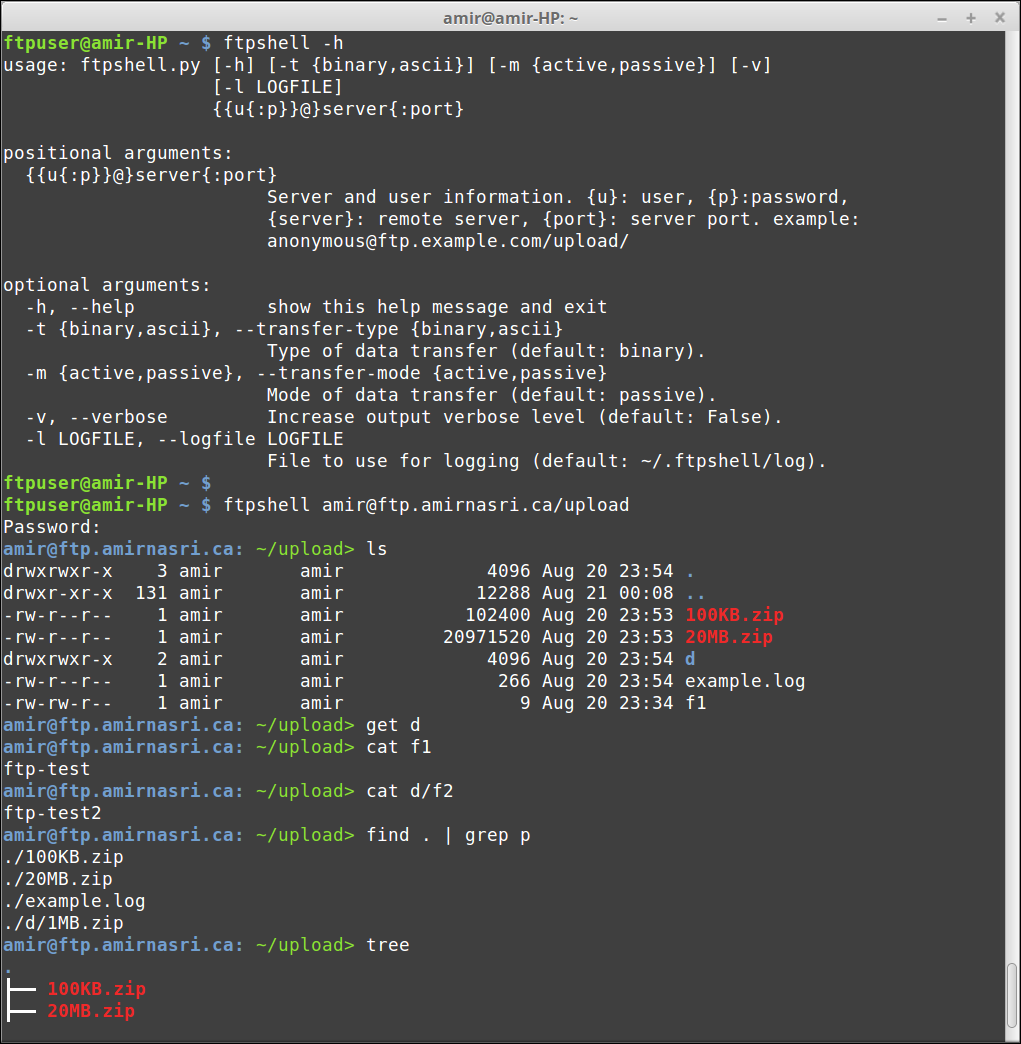 amir@amir-HP: ~
ftpuser@amir-HP ~ $ ftpshell -h
usage: ftpshell.py [-h] [-t {binary,ascii}] [-m {active,passive}] [-v]
                   [-l LOGFILE]
                   {{u{:p}}@}server{:port}

positional arguments:
  {{u{:p}}@}server{:port}
                        Server and user information. {u}: user, {p}:password,
                        {server}: remote server, {port}: server port. example:
                        anonymous@ftp.example.com/upload/

optional arguments:
  -h, --help            show this help message and exit
  -t {binary,ascii}, --transfer-type {binary,ascii}
                        Type of data transfer (default: binary).
  -m {active,passive}, --transfer-mode {active,passive}
                        Mode of data transfer (default: passive).
  -v, --verbose         Increase output verbose level (default: False).
  -l LOGFILE, --logfile LOGFILE
                        File to use for logging (default: ~/.ftpshell/log).
ftpuser@amir-HP ~ $
ftpuser@amir-HP ~ $ ftpshell amir@ftp.amirnasri.ca/upload
Password:
amir@ftp.amirnasri.ca: ~/upload> ls
drwxrwxr-x    3 amir       amir             4096 Aug 20 23:54 .
drwxr-xr-x  131 amir       amir            12288 Aug 21 00:08 ..
-rw-r--r--    1 amir       amir           102400 Aug 20 23:53 100KB.zip
-rw-r--r--    1 amir       amir         20971520 Aug 20 23:53 20MB.zip
drwxrwxr-x    2 amir       amir             4096 Aug 20 23:54 d
-rw-r--r--    1 amir       amir              266 Aug 20 23:54 example.log
-rw-rw-r--    1 amir       amir                9 Aug 20 23:34 f1
amir@ftp.amirnasri.ca: ~/upload> get d
amir@ftp.amirnasri.ca: ~/upload> cat f1
ftp-test
amir@ftp.amirnasri.ca: ~/upload> cat d/f2
ftp-test2
amir@ftp.amirnasri.ca: ~/upload> find . | grep p
./100KB.zip
./20MB.zip
./example.log
./d/1MB.zip
amir@ftp.amirnasri.ca: ~/upload> tree
.
├── 100KB.zip
├── 20MB.zip